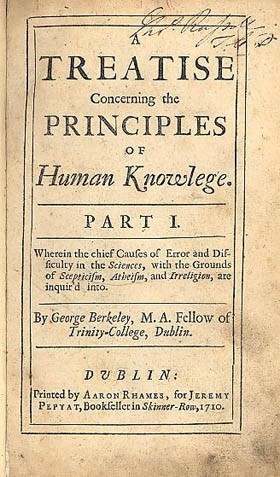 A
TREATISE
Concerning the
PRINCIPLES
OF
Human Knowlege.
PART I.
Wherein the chief Causes of Error and Dif-
ficulty in the Sciences, with the Grounds
of Scepticiſm, Atheiſm, and Irreligion, are
inquir'd into.
By George Berkeley, M. A. Fellow of
Trinity-College, Dublin.
DUBLIN:
Printed by AARON RHAMES, for JEREMY
PEPYAT, Bookſeller in Skinner-Row, 1710.